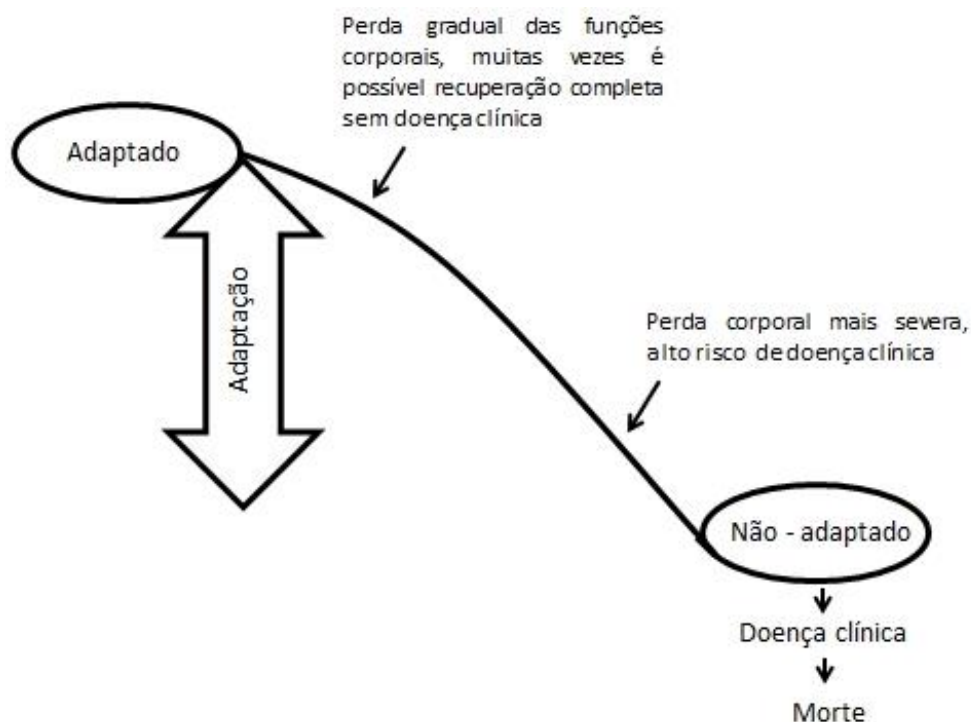 Perda gradual das funções
corporais, muitas vezes é
possível recuperação completa
sem doença clínica
Adaptado
Adaptação
Perda corporal mais severa,
alto risco de doença clínica
Não - adaptado
Doença clínica
Morte